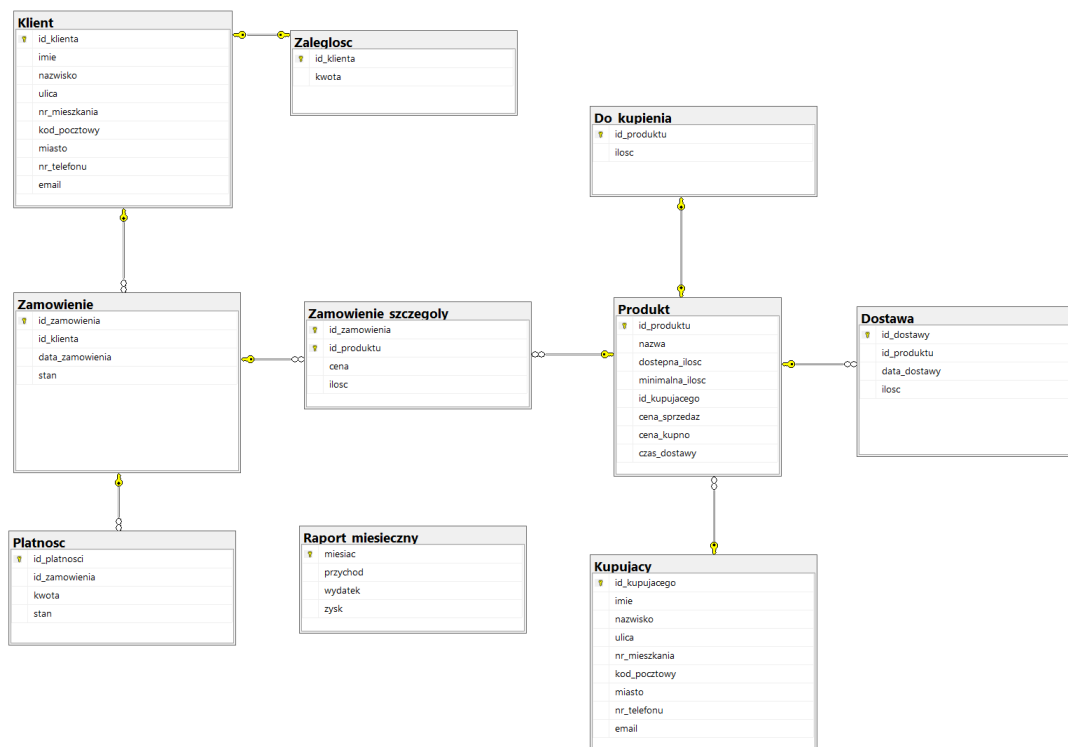 Klient
id_klienta
imie
nazwisko
ulica
nr_mieszkania
kod_pocztowy
miasto
nr_telefonu
email
Zaleglosc
id_klienta
kwota
Do_kupienia
id_produktu
ilosc
Zamowienie
id_zamowienia
id_klienta
data_zamowienia
stan
Zamowienie_szczegoly
id_zamowienia
id_produktu
cena
ilosc
Produkt
id_produktu
nazwa
dostepna_ilosc
minimalna_ilosc
id_kupujacego
cena_sprzedaz
cena_kupno
czas_dostawy
Dostawa
id_dostawy
id_produktu
data_dostawy
ilosc
Platnosc
id_platnosci
id_zamowienia
kwota
stan
Raport_miesieczny
miesiac
przychod
wydatek
zysk
Kupujacy
id_kupujacego
imie
nazwisko
ulica
nr_mieszkania
kod_pocztowy
miasto
nr_telefonu
email